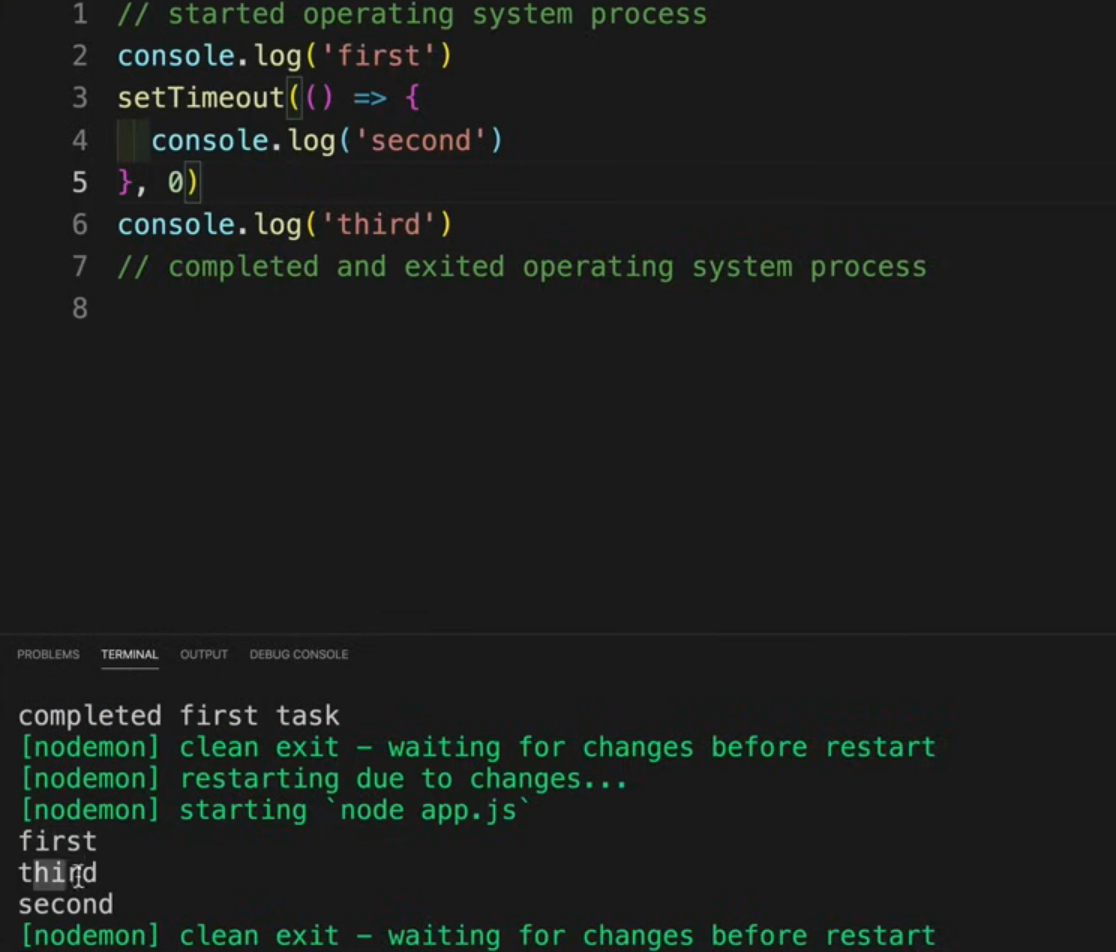 1 // started operating system process
2 console.log('first')
3 setTimeout(() => {
4 console.log('second')
5 }, 0)
6 console.log('third')
7 // completed and exited operating system process
8
PROBLEMS TERMINAL OUTPUT DEBUG CONSOLE
completed first task
[nodemon] clean exit – waiting for changes before restart
[nodemon] restarting due to changes...
[nodemon] starting `node app.js`
first
third
second
[nodemon] clean exit – waiting for changes before restart